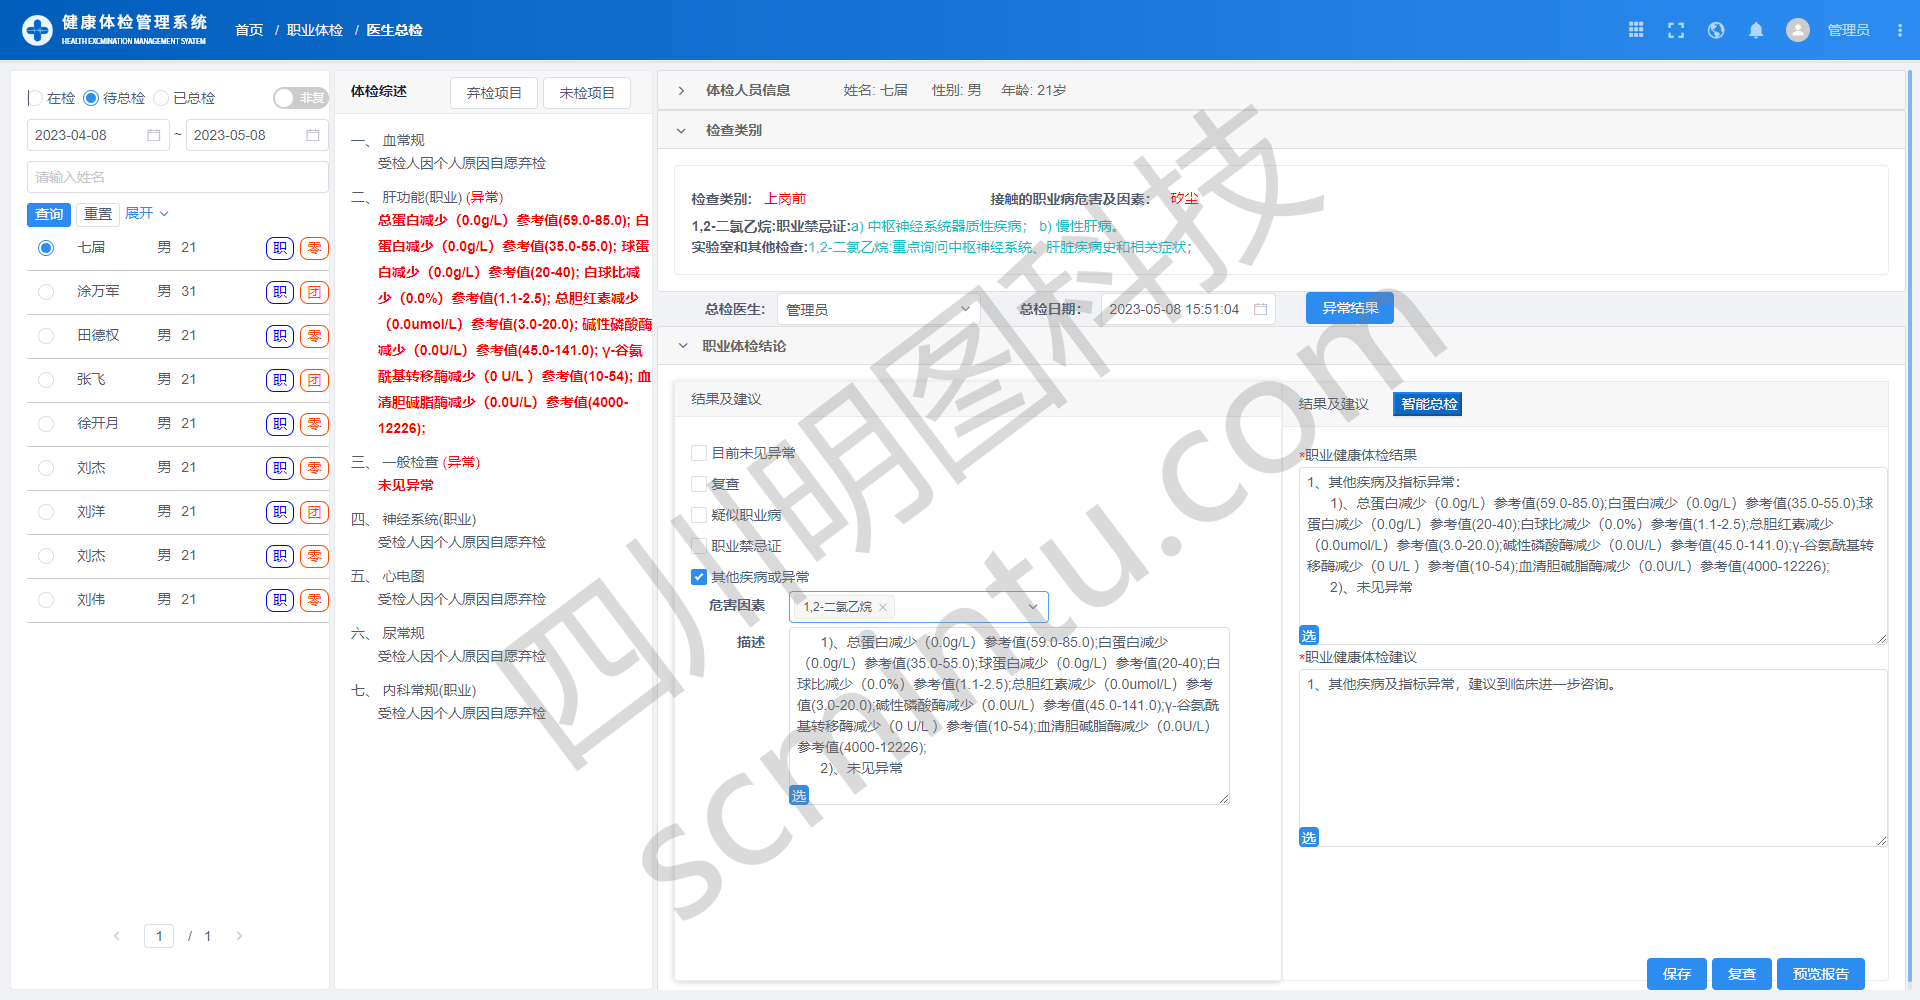 健康体检管理系统
HEALTH EXCMINATION MANAGEMENT SYATEM
首页 / 职业体检 / 医生总检
管理员
在检 待总检 已总检 非复
2023-04-08 ~ 2023-05-08
请输入姓名
查询 重置 展开
七届 男 21 职 零
涂万军 男 31 职 团
田德权 男 21 职 零
张飞 男 21 职 团
徐开月 男 21 职 零
刘杰 男 21 职 零
刘洋 男 21 职 团
刘杰 男 21 职 零
刘伟 男 21 职 零
1 / 1
体检综述 弃检项目 未检项目
一、 血常规
受检人因个人原因自愿弃检
二、 肝功能(职业) (异常)
总蛋白减少（0.0g/L）参考值(59.0-85.0); 白
蛋白减少（0.0g/L）参考值(35.0-55.0); 球蛋
白减少（0.0g/L）参考值(20-40); 白球比减
少（0.0%）参考值(1.1-2.5); 总胆红素减少
（0.0umol/L）参考值(3.0-20.0); 碱性磷酸酶
减少（0.0U/L）参考值(45.0-141.0); γ-谷氨
酰基转移酶减少（0 U/L ）参考值(10-54); 血
清胆碱脂酶减少（0.0U/L）参考值(4000-
12226);
三、 一般检查 (异常)
未见异常
四、 神经系统(职业)
受检人因个人原因自愿弃检
五、 心电图
受检人因个人原因自愿弃检
六、 尿常规
受检人因个人原因自愿弃检
七、 内科常规(职业)
受检人因个人原因自愿弃检
体检人员信息 姓名: 七届 性别: 男 年龄: 21岁
检查类别
检查类别: 上岗前 接触的职业病危害及因素: 矽尘
1,2-二氯乙烷:职业禁忌证:a) 中枢神经系统器质性疾病； b) 慢性肝病。
实验室和其他检查:1,2-二氯乙烷:重点询问中枢神经系统、肝脏疾病史和相关症状；
总检医生: 管理员 总检日期: 2023-05-08 15:51:04 异常结果
职业体检结论
结果及建议
目前未见异常
复查
疑似职业病
职业禁忌证
其他疾病或异常
危害因素 1,2-二氯乙烷
描述
1)、总蛋白减少（0.0g/L）参考值(59.0-85.0);白蛋白减少
（0.0g/L）参考值(35.0-55.0);球蛋白减少（0.0g/L）参考值(20-40);白
球比减少（0.0%）参考值(1.1-2.5);总胆红素减少（0.0umol/L）参考
值(3.0-20.0);碱性磷酸酶减少（0.0U/L）参考值(45.0-141.0);γ-谷氨酰
基转移酶减少（0 U/L ）参考值(10-54);血清胆碱脂酶减少（0.0U/L）
参考值(4000-12226);
2)、未见异常
选
结果及建议 智能总检
*职业健康体检结果
1、其他疾病及指标异常：
1)、总蛋白减少（0.0g/L）参考值(59.0-85.0);白蛋白减少（0.0g/L）参考值(35.0-55.0);球
蛋白减少（0.0g/L）参考值(20-40);白球比减少（0.0%）参考值(1.1-2.5);总胆红素减少
（0.0umol/L）参考值(3.0-20.0);碱性磷酸酶减少（0.0U/L）参考值(45.0-141.0);γ-谷氨酰基转
移酶减少（0 U/L ）参考值(10-54);血清胆碱脂酶减少（0.0U/L）参考值(4000-12226);
2)、未见异常
选
*职业健康体检建议
1、其他疾病及指标异常，建议到临床进一步咨询。
选
保存 复查 预览报告
四川明图科技
scmintu.com